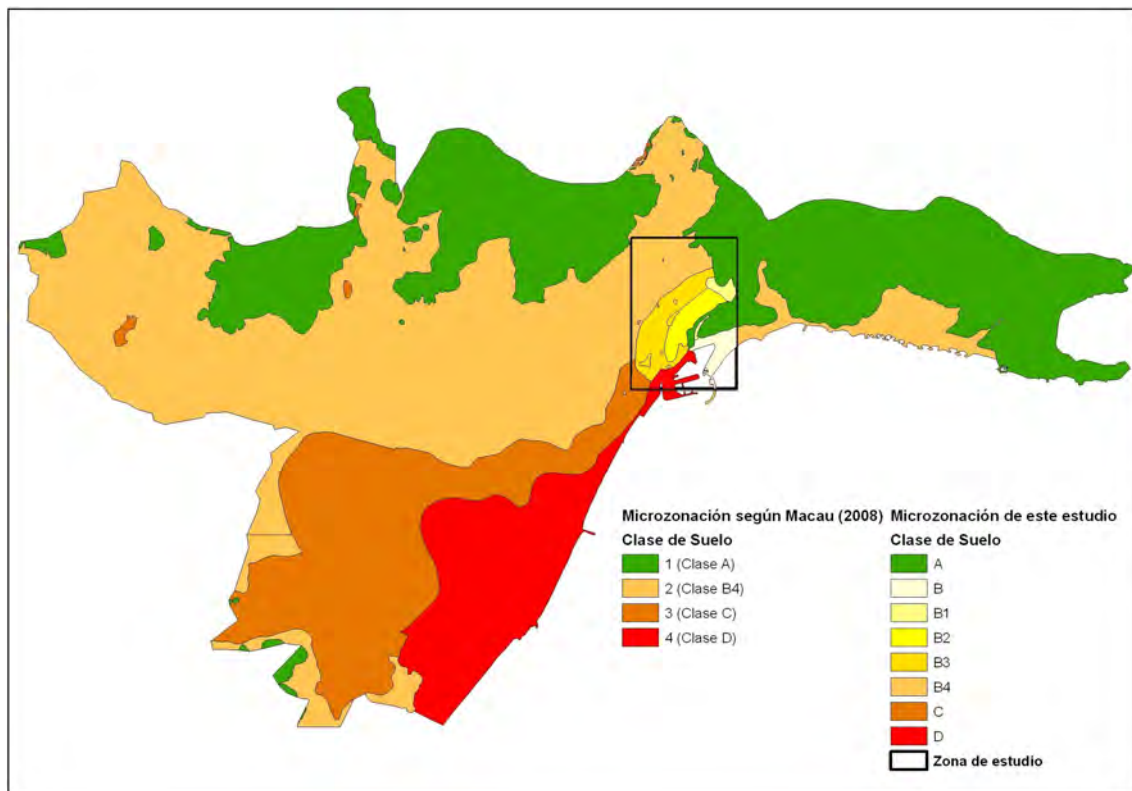 Microzonación según Macau (2008)
Clase de Suelo
1 (Clase A)
2 (Clase B4)
3 (Clase C)
4 (Clase D)
Microzonación de este estudio
Clase de Suelo
A
B
B1
B2
B3
B4
C
D
Zona de estudio